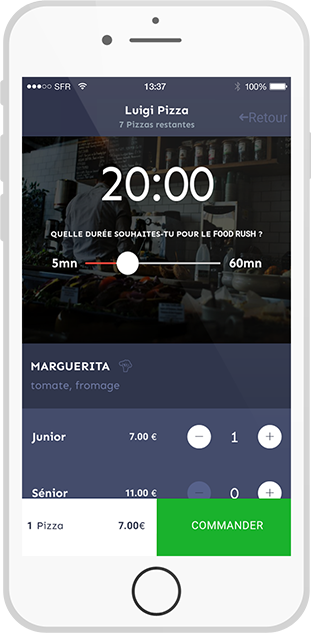 SFR 13:37 100%
Luigi Pizza
7 Pizzas restantes
Retour
20:00
QUELLE DURÉE SOUHAITES-TU POUR LE FOOD RUSH ?
5mn 60mn
MARGUERITA
tomate, fromage
Junior 7.00 € − 1 +
Sénior 11.00 € − 0 +
1 Pizza 7.00€ COMMANDER